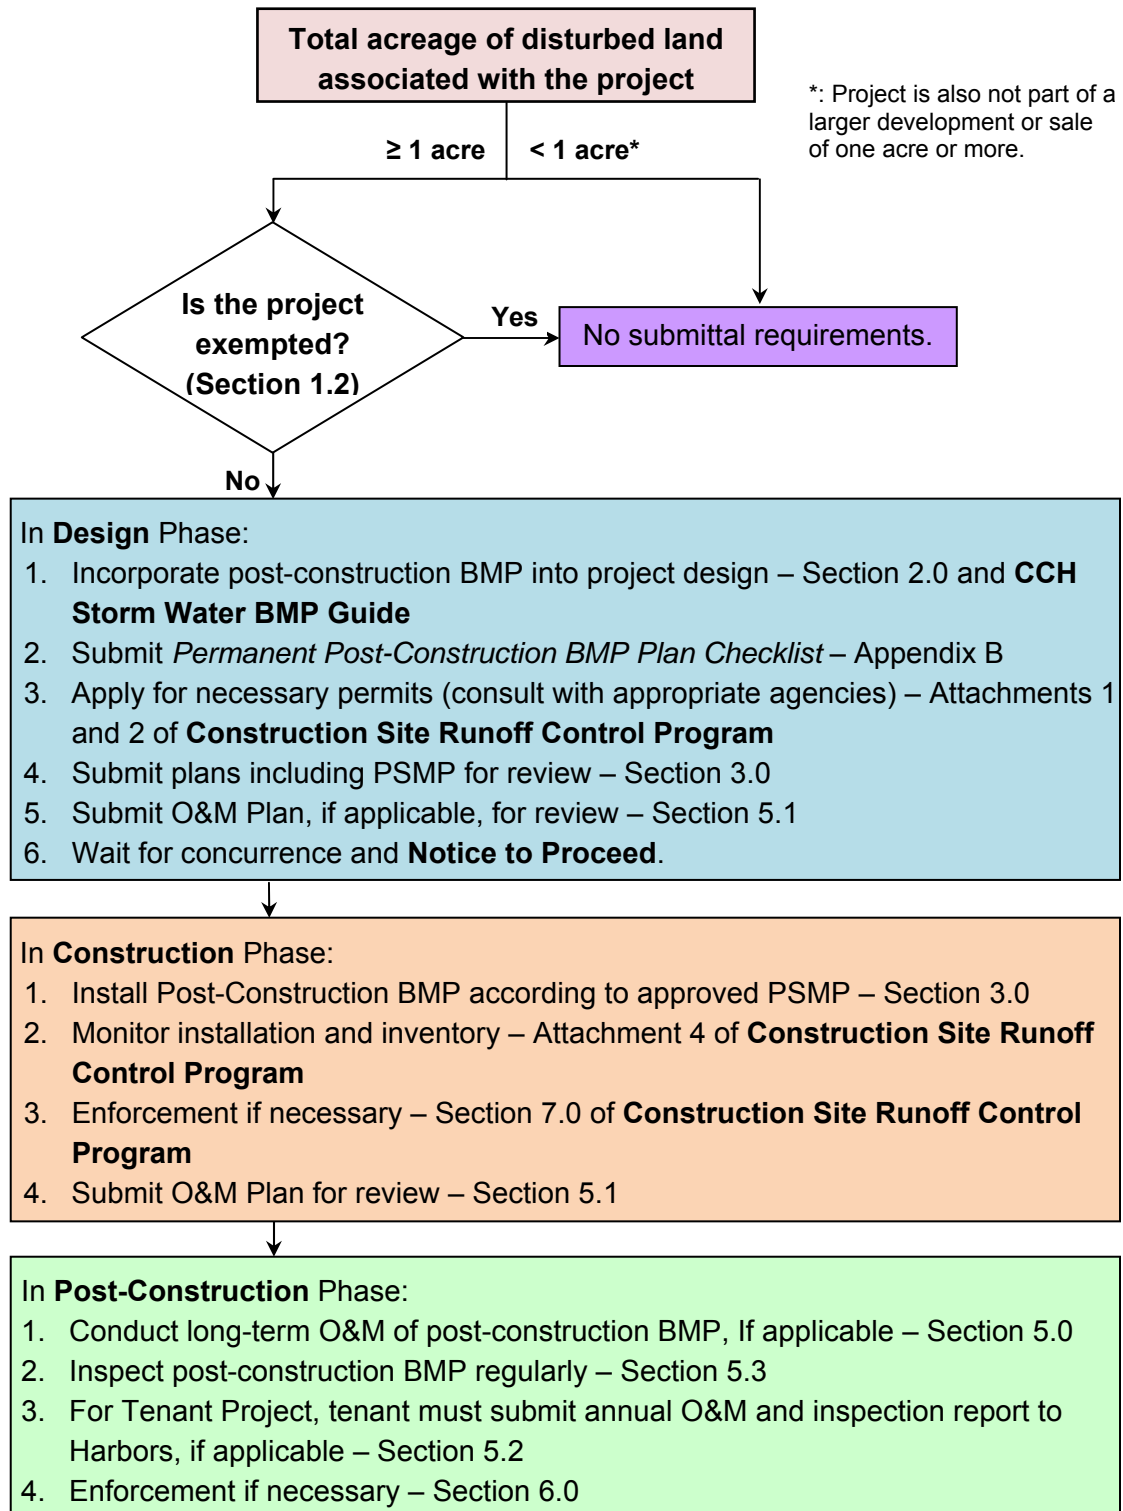 Total acreage of disturbed land
associated with the project
*: Project is also not part of a
larger development or sale
of one acre or more.
≥ 1 acre
< 1 acre*
Is the project
exempted?
(Section 1.2)
Yes
No submittal requirements.
No
In Design Phase:
1. Incorporate post-construction BMP into project design – Section 2.0 and CCH
Storm Water BMP Guide
2. Submit Permanent Post-Construction BMP Plan Checklist – Appendix B
3. Apply for necessary permits (consult with appropriate agencies) – Attachments 1
and 2 of Construction Site Runoff Control Program
4. Submit plans including PSMP for review – Section 3.0
5. Submit O&M Plan, if applicable, for review – Section 5.1
6. Wait for concurrence and Notice to Proceed.
In Construction Phase:
1. Install Post-Construction BMP according to approved PSMP – Section 3.0
2. Monitor installation and inventory – Attachment 4 of Construction Site Runoff
Control Program
3. Enforcement if necessary – Section 7.0 of Construction Site Runoff Control
Program
4. Submit O&M Plan for review – Section 5.1
In Post-Construction Phase:
1. Conduct long-term O&M of post-construction BMP, If applicable – Section 5.0
2. Inspect post-construction BMP regularly – Section 5.3
3. For Tenant Project, tenant must submit annual O&M and inspection report to
Harbors, if applicable – Section 5.2
4. Enforcement if necessary – Section 6.0